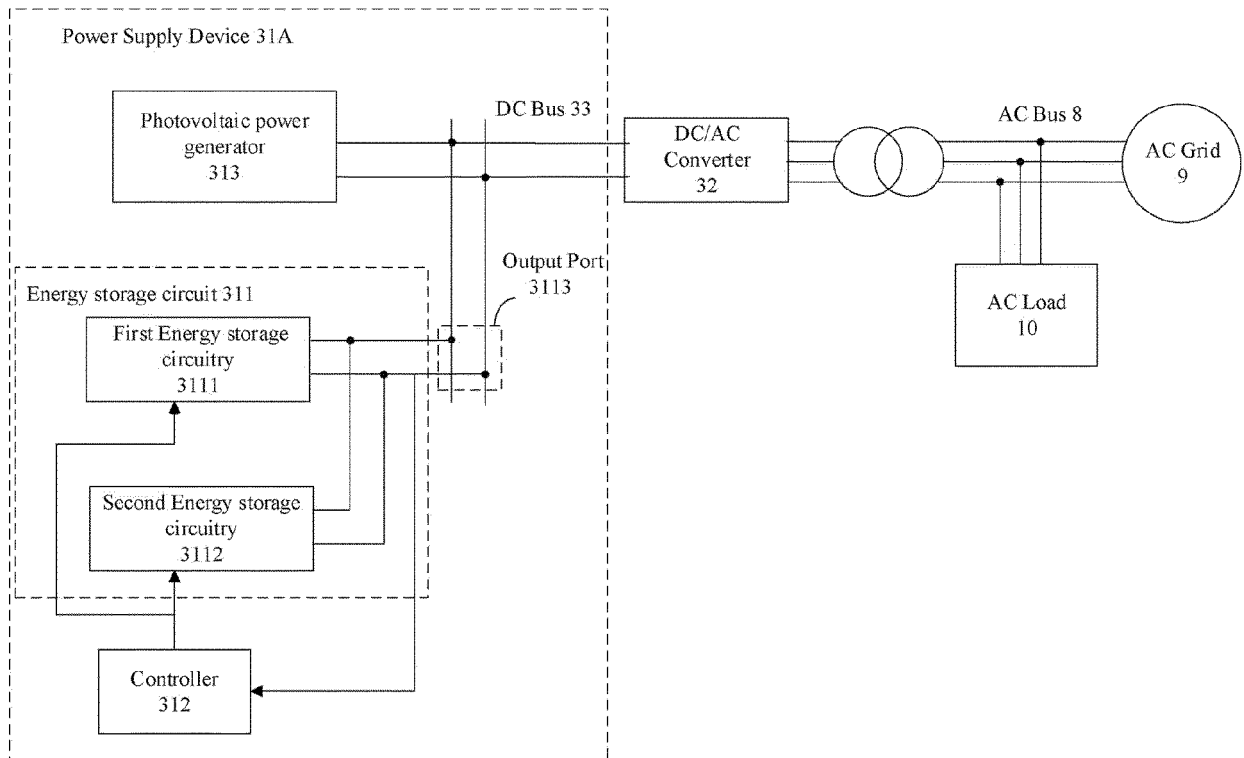 Power Supply Device 31A
Photovoltaic power
generator
313
DC Bus 33
DC/AC
Converter
32
AC Bus 8
AC Grid
9
Output Port
3113
AC Load
10
Energy storage circuit 311
First Energy storage
circuitry
3111
Second Energy storage
circuitry
3112
Controller
312